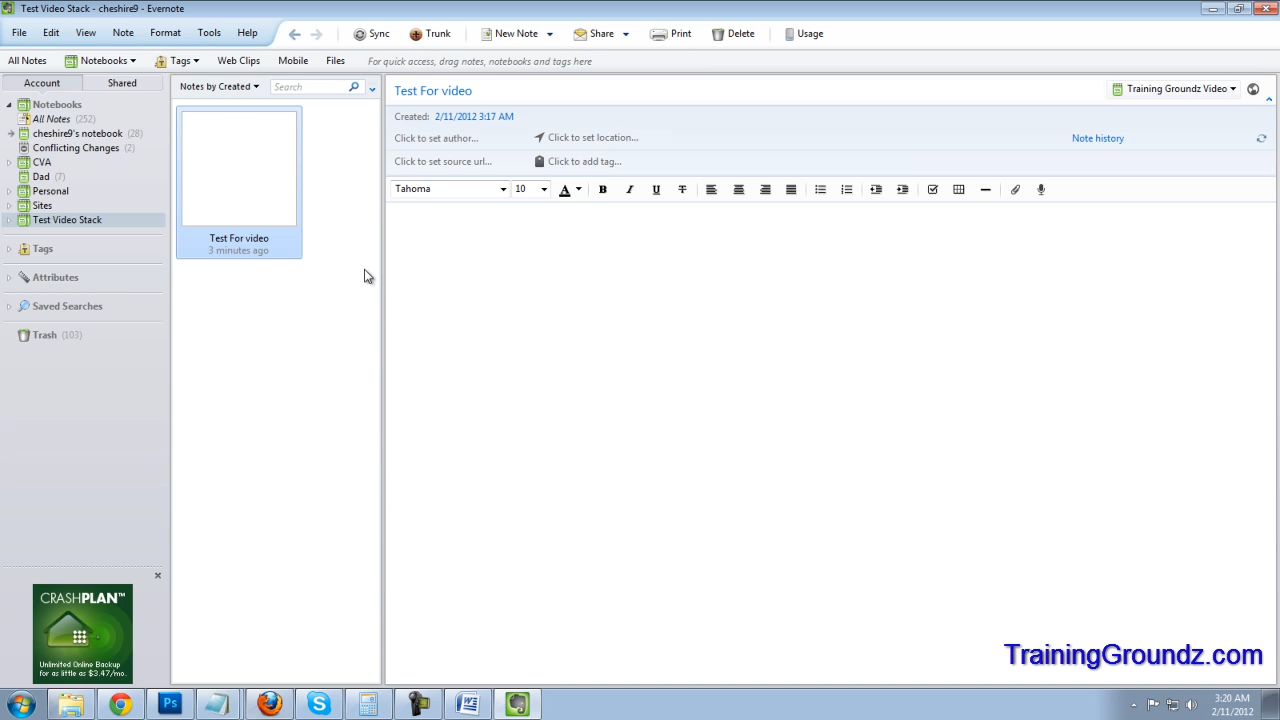 Test Video Stack - cheshire9 - Evernote
File Edit View Note Format Tools Help Sync Trunk New Note Share Print Delete Usage
All Notes Notebooks Tags Web Clips Mobile Files For quick access, drag notes, notebooks and tags here
Account Shared
Notebooks
All Notes (252)
cheshire9's notebook (28)
Conflicting Changes (2)
CVA
Dad (7)
Personal
Sites
Test Video Stack
Tags
Attributes
Saved Searches
Trash (103)
CRASHPLAN™
Unlimited Online Backup
for as little as $3.47/mo.
Notes by Created Search
Test For video
3 minutes ago
Test For video Training Groundz Video
Created: 2/11/2012 3:17 AM
Click to set author... Click to set location... Note history
Click to set source url... Click to add tag...
Tahoma 10 A B I U T
TrainingGroundz.com
Ps S W
3:20 AM
2/11/2012